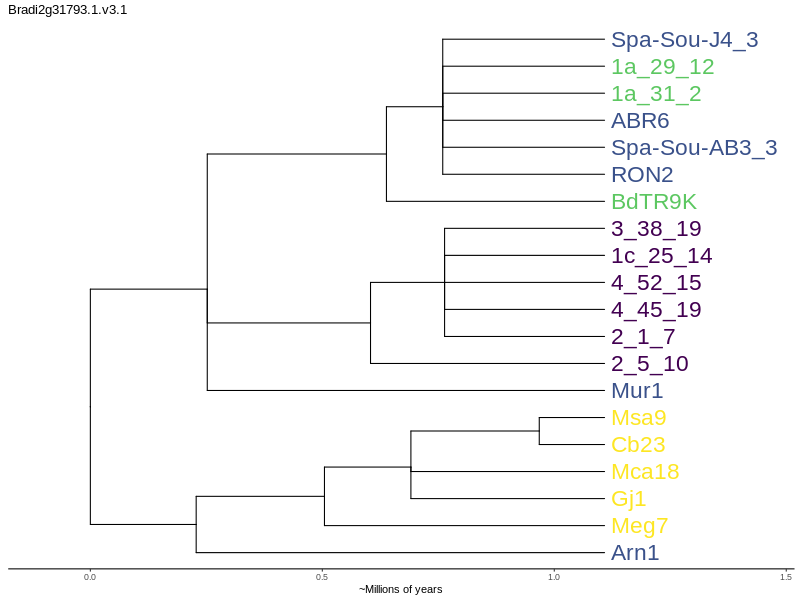 Bradi2g31793.1.v3.1
Spa-Sou-J4_3
1a_29_12
1a_31_2
ABR6
Spa-Sou-AB3_3
RON2
BdTR9K
3_38_19
1c_25_14
4_52_15
4_45_19
2_1_7
2_5_10
Mur1
Msa9
Cb23
Mca18
Gj1
Meg7
Arn1
0.0 0.5 1.0 1.5
~Millions of years